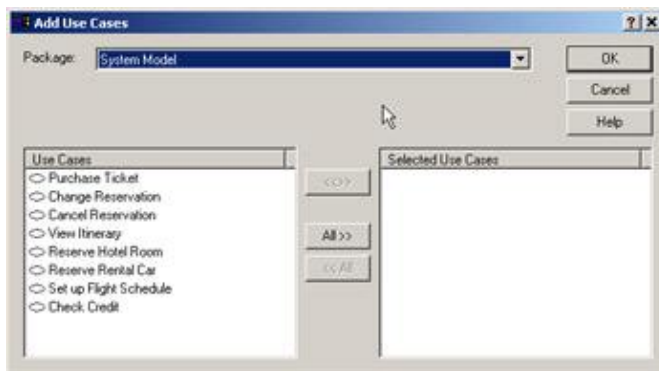 Add Use Cases
Package: System Model
OK
Cancel
Help
Use Cases
Purchase Ticket
Change Reservation
Cancel Reservation
View Itinerary
Reserve Hotel Room
Reserve Rental Car
Set up Flight Schedule
Check Credit
All >>
<< All
Selected Use Cases